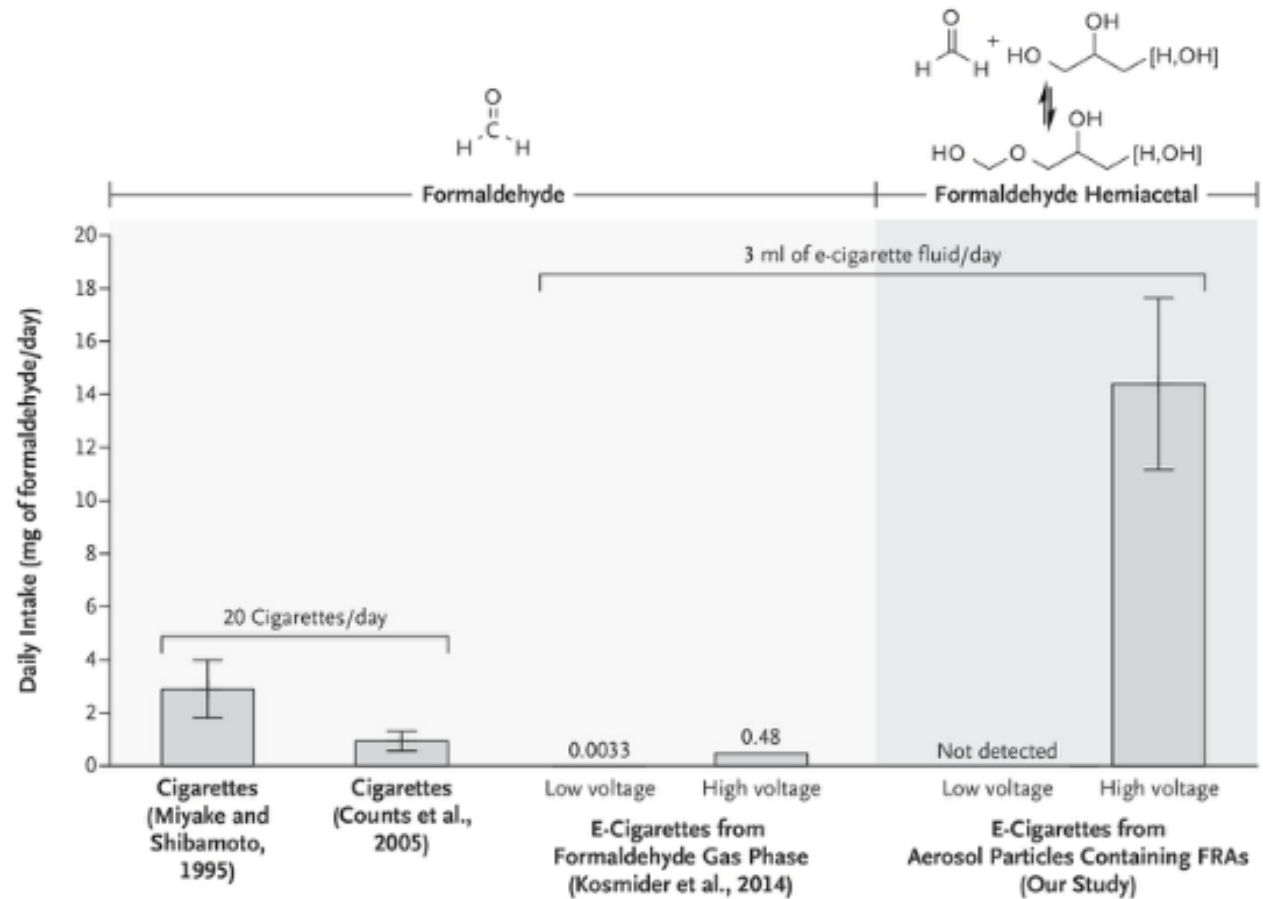 O
H
H
+
HO
OH
[H,OH]
O
C
H
H
HO
O
OH
[H,OH]
Formaldehyde
Formaldehyde Hemiacetal
Daily Intake (mg of formaldehyde/day)
20
18
16
14
12
10
8
6
4
2
0
3 ml of e-cigarette fluid/day
20 Cigarettes/day
0.0033
0.48
Not detected
Cigarettes
(Miyake and
Shibamoto,
1995)
Cigarettes
(Counts et al.,
2005)
Low voltage
High voltage
E-Cigarettes from
Formaldehyde Gas Phase
(Kosmider et al., 2014)
Low voltage
High voltage
E-Cigarettes from
Aerosol Particles Containing FRAs
(Our Study)